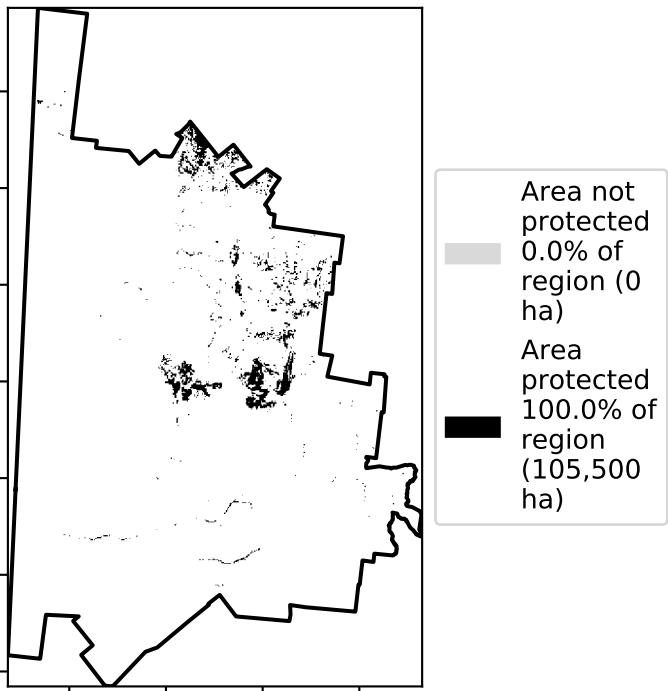 Area not
protected
0.0% of
region (0
ha)
Area
protected
100.0% of
region
(105,500
ha)